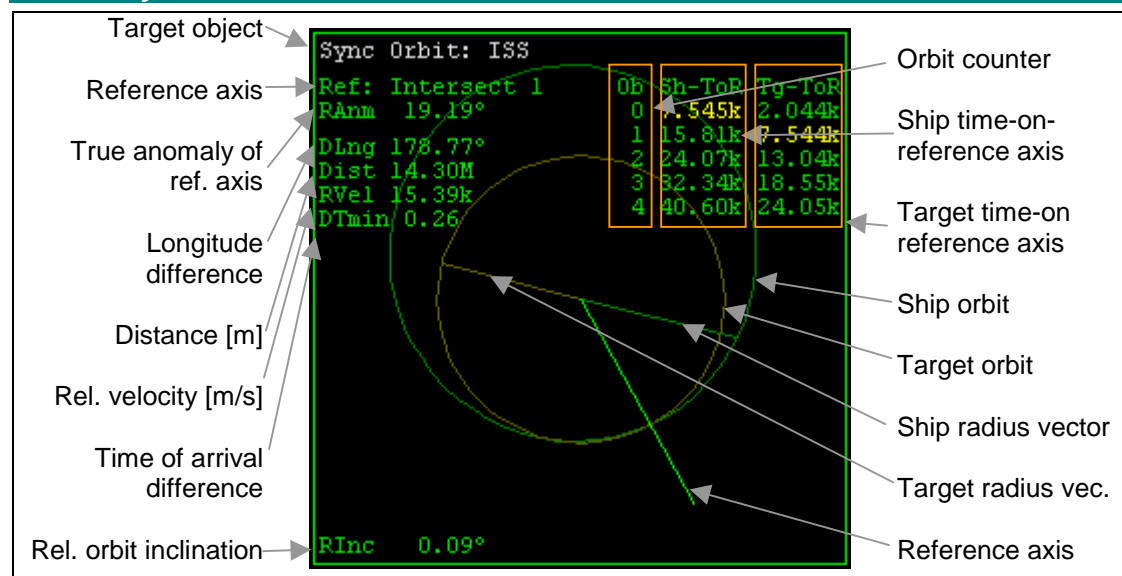 Target object
Reference axis
True anomaly of
ref. axis
Longitude
difference
Distance [m]
Rel. velocity [m/s]
Time of arrival
difference
Rel. orbit inclination
Sync Orbit: ISS
Ref: Intersect 1
RAnm 19.19°
DLng 178.77°
Dist 14.30M
RVel 15.39k
DTmin 0.26
Ob Sh-ToR Tg-ToR
0 7.545k 2.044k
1 15.81k 7.544k
2 24.07k 13.04k
3 32.34k 18.55k
4 40.60k 24.05k
RInc 0.09°
Orbit counter
Ship time-on-
reference axis
Target time-on
reference axis
Ship orbit
Target orbit
Ship radius vector
Target radius vec.
Reference axis